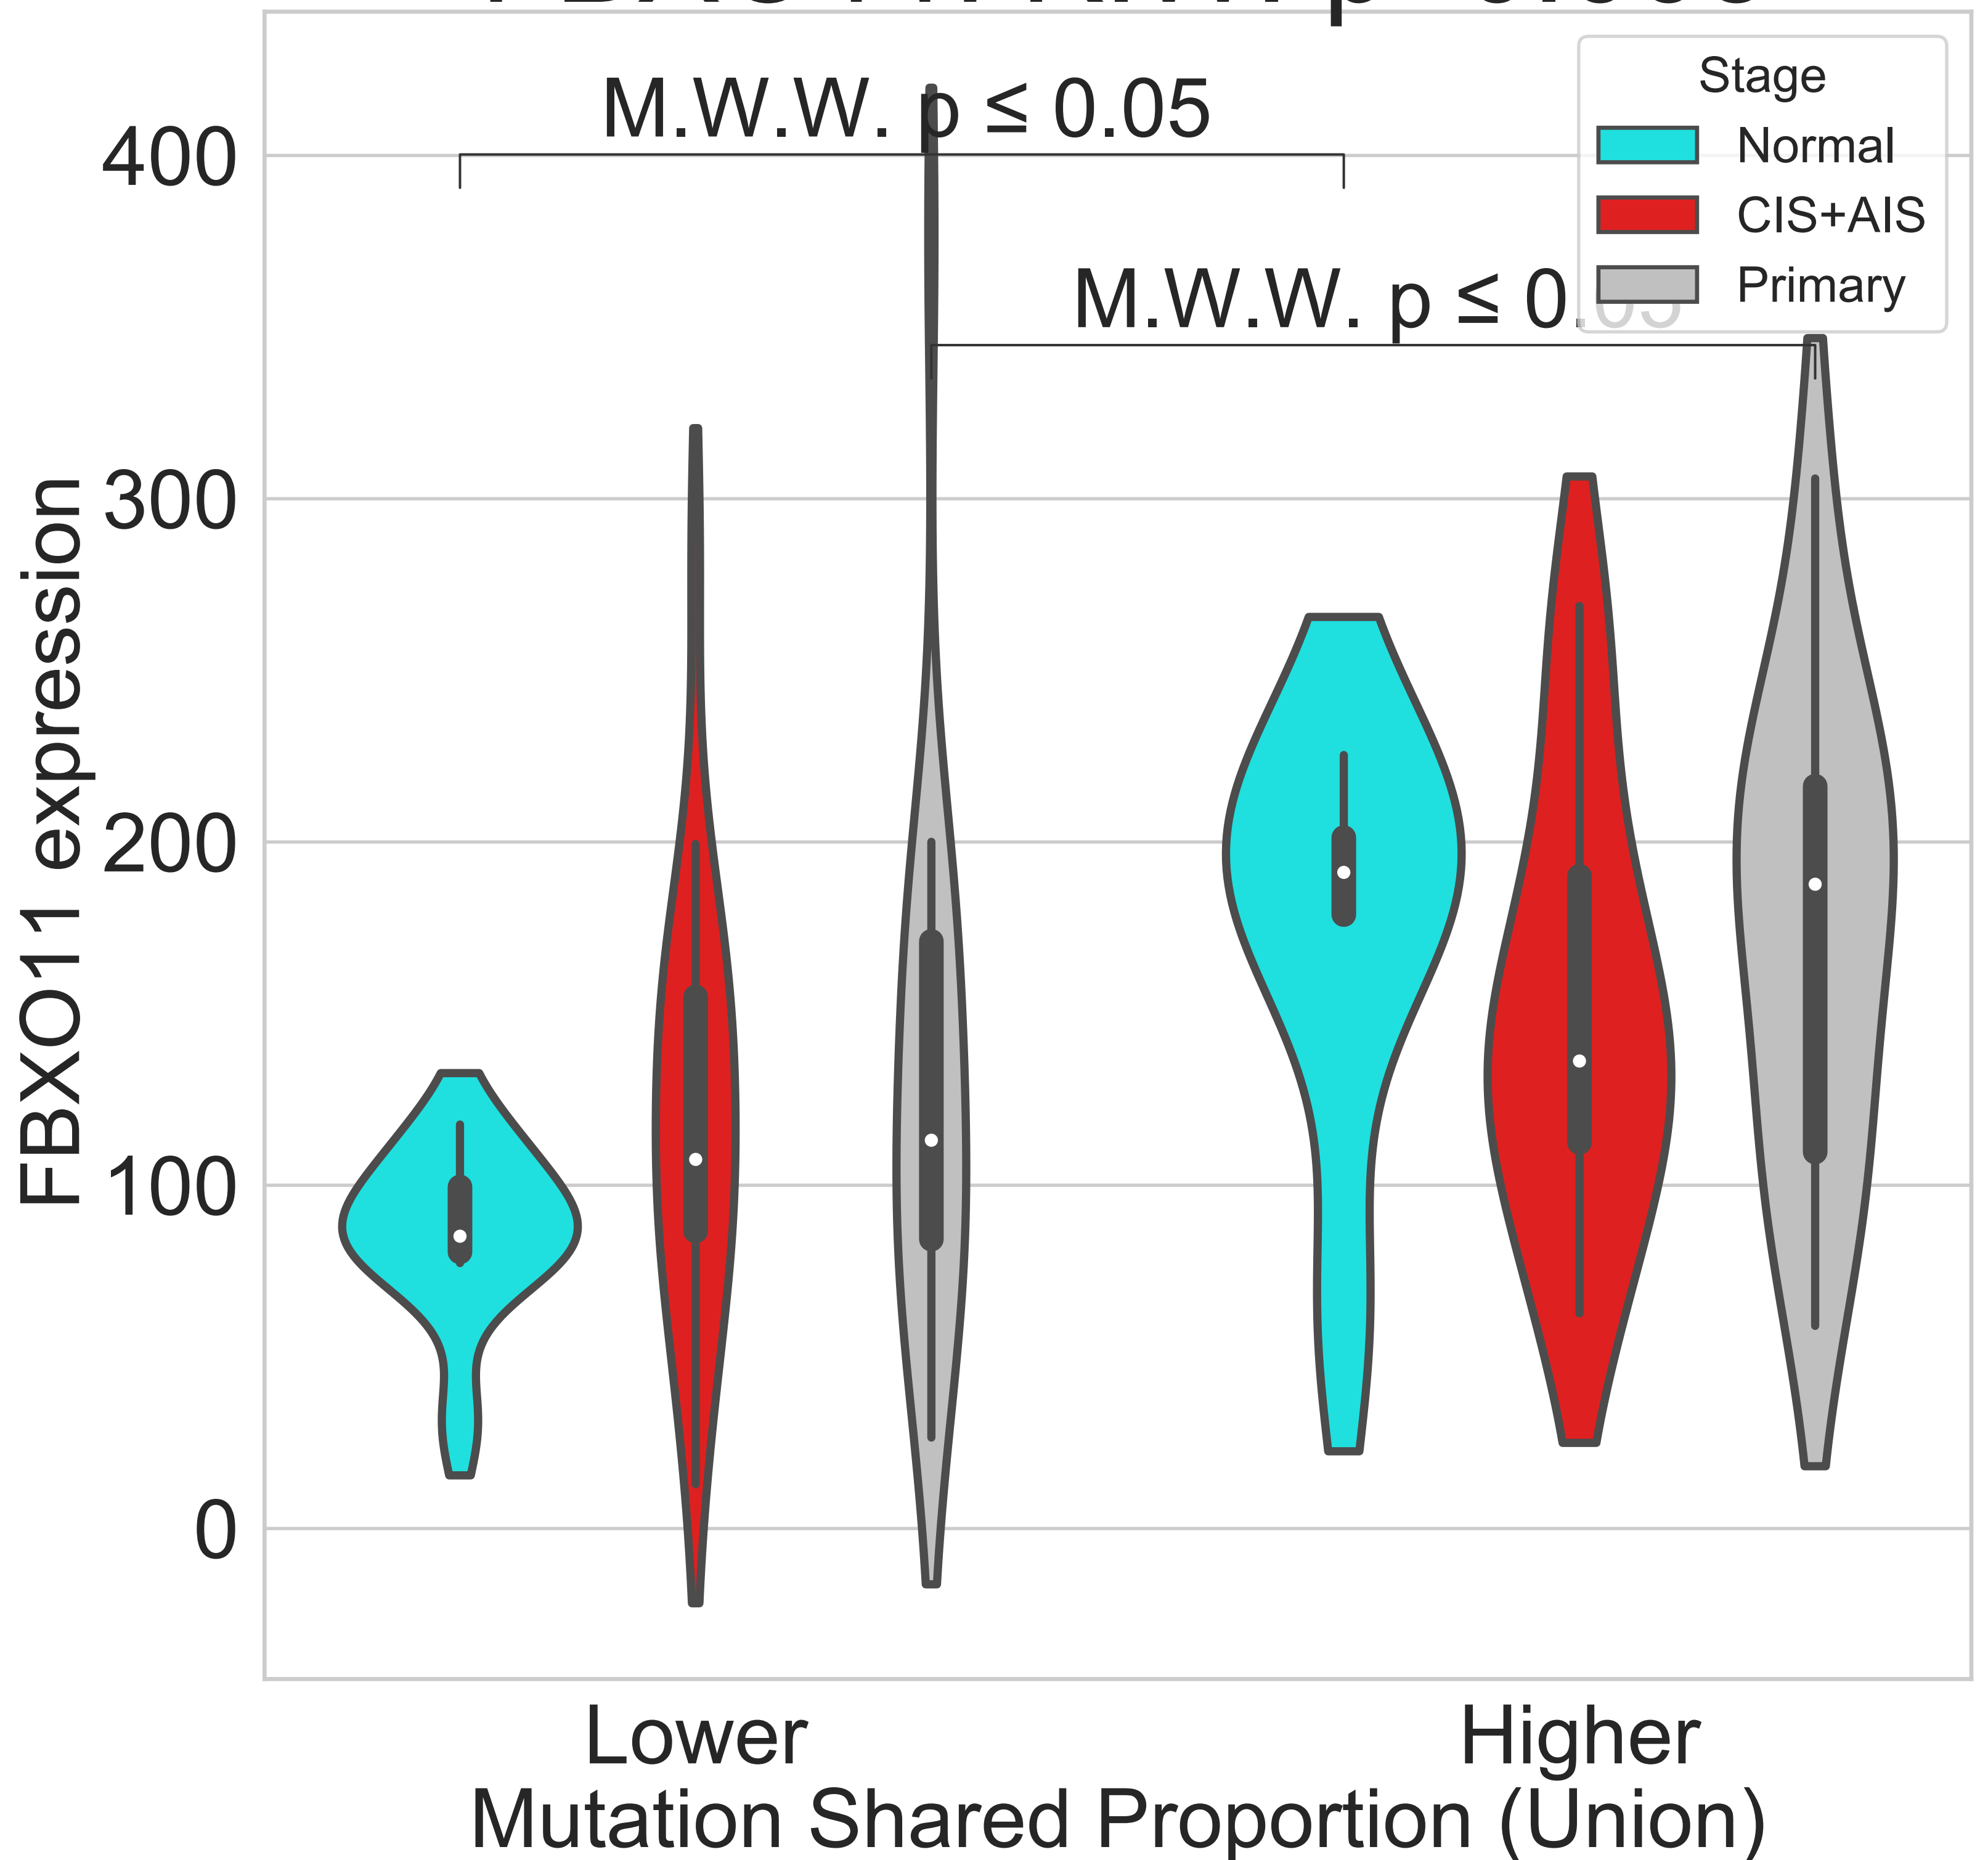 M.W.W. p ≤ 0.05
Stage
Normal
CIS+AIS
Primary
M.W.W. p ≤ 0.05
400
300
200
100
0
FBXO11 expression
Lower
Higher
Mutation Shared Proportion (Union)